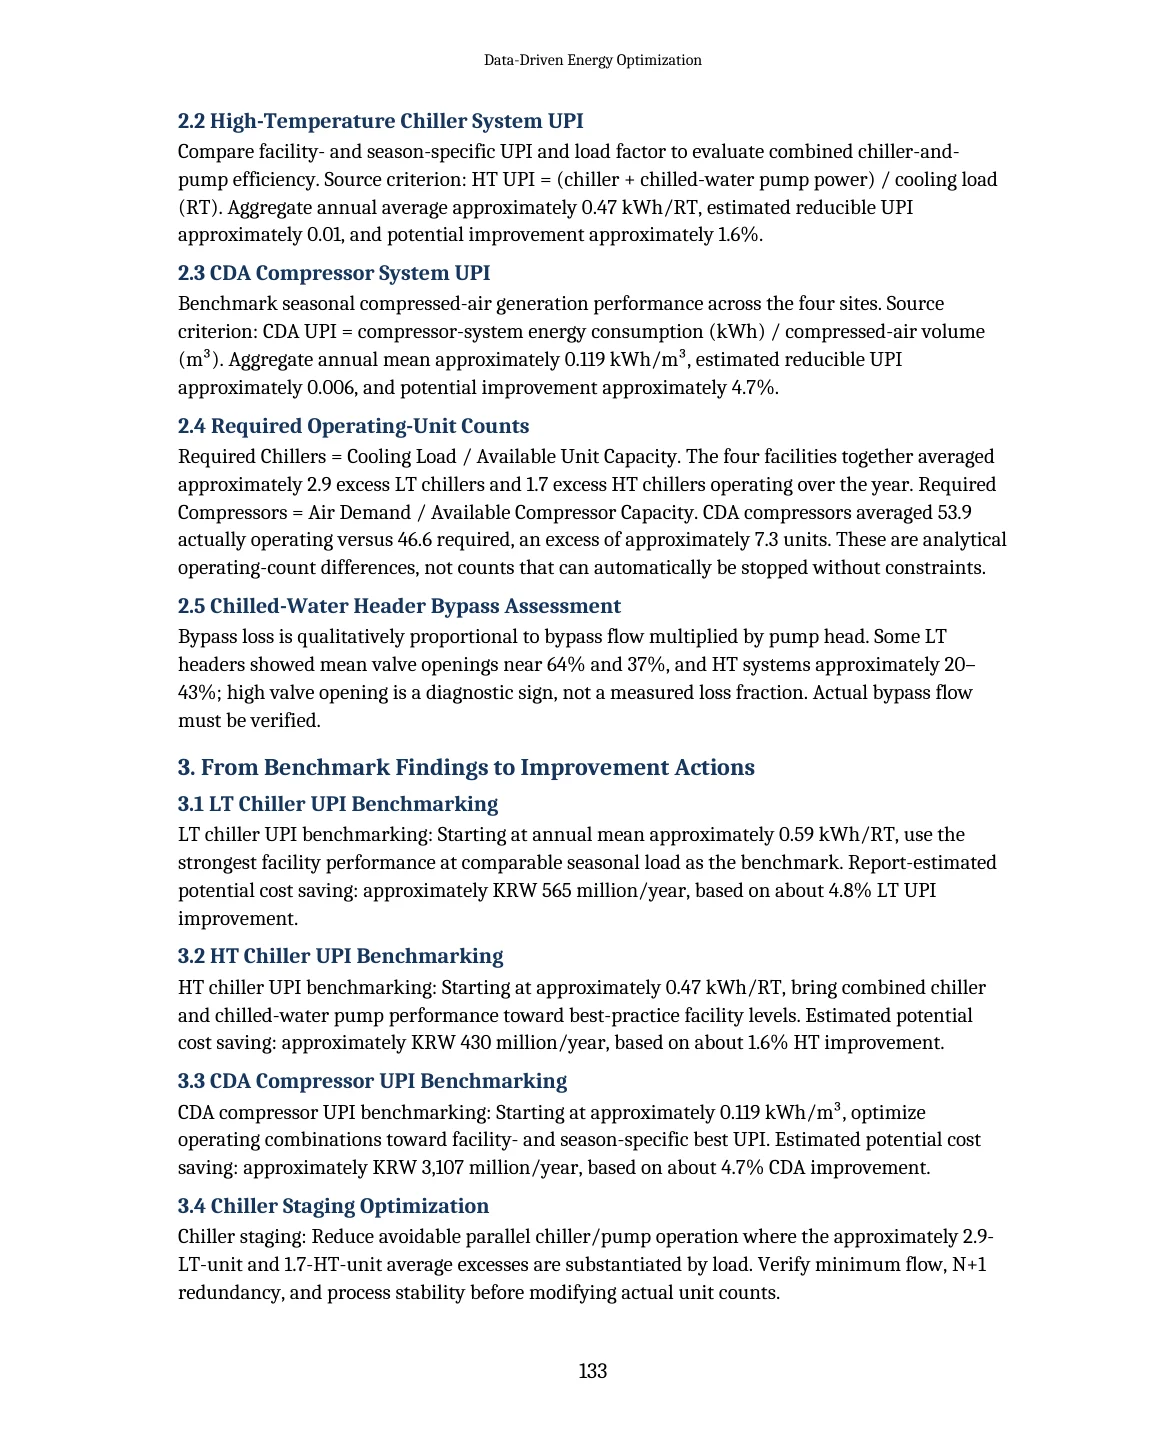 Data-Driven Energy Optimization
2.2 High-Temperature Chiller System UPI
Compare facility- and season-specific UPI and load factor to evaluate combined chiller-and-
pump efficiency. Source criterion: HT UPI = (chiller + chilled-water pump power) / cooling load
(RT). Aggregate annual average approximately 0.47 kWh/RT, estimated reducible UPI
approximately 0.01, and potential improvement approximately 1.6%.
2.3 CDA Compressor System UPI
Benchmark seasonal compressed-air generation performance across the four sites. Source
criterion: CDA UPI = compressor-system energy consumption (kWh) / compressed-air volume
(m³). Aggregate annual mean approximately 0.119 kWh/m³, estimated reducible UPI
approximately 0.006, and potential improvement approximately 4.7%.
2.4 Required Operating-Unit Counts
Required Chillers = Cooling Load / Available Unit Capacity. The four facilities together averaged
approximately 2.9 excess LT chillers and 1.7 excess HT chillers operating over the year. Required
Compressors = Air Demand / Available Compressor Capacity. CDA compressors averaged 53.9
actually operating versus 46.6 required, an excess of approximately 7.3 units. These are analytical
operating-count differences, not counts that can automatically be stopped without constraints.
2.5 Chilled-Water Header Bypass Assessment
Bypass loss is qualitatively proportional to bypass flow multiplied by pump head. Some LT
headers showed mean valve openings near 64% and 37%, and HT systems approximately 20–
43%; high valve opening is a diagnostic sign, not a measured loss fraction. Actual bypass flow
must be verified.
3. From Benchmark Findings to Improvement Actions
3.1 LT Chiller UPI Benchmarking
LT chiller UPI benchmarking: Starting at annual mean approximately 0.59 kWh/RT, use the
strongest facility performance at comparable seasonal load as the benchmark. Report-estimated
potential cost saving: approximately KRW 565 million/year, based on about 4.8% LT UPI
improvement.
3.2 HT Chiller UPI Benchmarking
HT chiller UPI benchmarking: Starting at approximately 0.47 kWh/RT, bring combined chiller
and chilled-water pump performance toward best-practice facility levels. Estimated potential
cost saving: approximately KRW 430 million/year, based on about 1.6% HT improvement.
3.3 CDA Compressor UPI Benchmarking
CDA compressor UPI benchmarking: Starting at approximately 0.119 kWh/m³, optimize
operating combinations toward facility- and season-specific best UPI. Estimated potential cost
saving: approximately KRW 3,107 million/year, based on about 4.7% CDA improvement.
3.4 Chiller Staging Optimization
Chiller staging: Reduce avoidable parallel chiller/pump operation where the approximately 2.9-
LT-unit and 1.7-HT-unit average excesses are substantiated by load. Verify minimum flow, N+1
redundancy, and process stability before modifying actual unit counts.
133